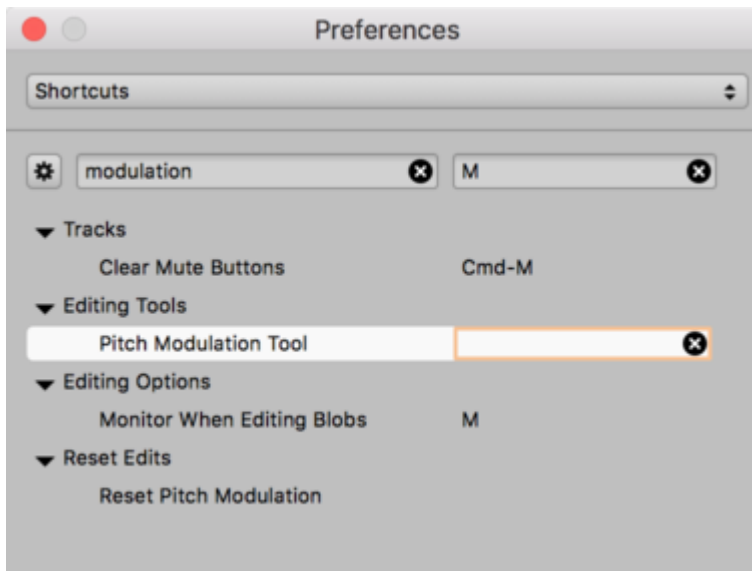 Preferences
Shortcuts
modulation M
Tracks
Clear Mute Buttons Cmd-M
Editing Tools
Pitch Modulation Tool
Editing Options
Monitor When Editing Blobs M
Reset Edits
Reset Pitch Modulation